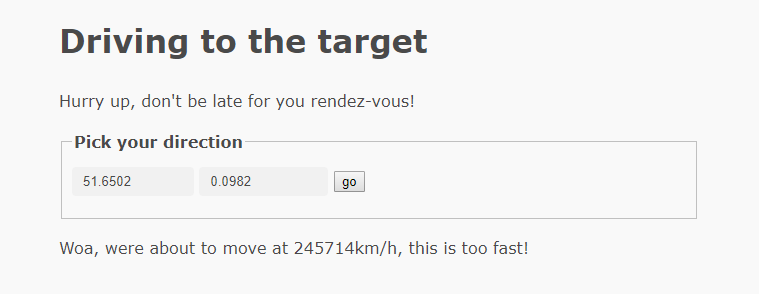 Driving to the target
Hurry up, don't be late for you rendez-vous!
Pick your direction
51.6502 0.0982 go
Woa, were about to move at 245714km/h, this is too fast!